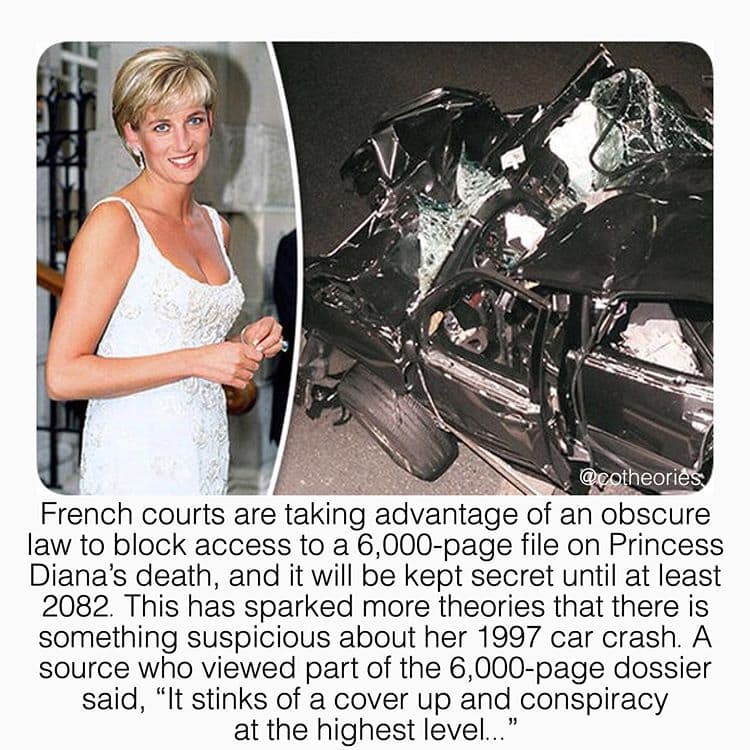 @cotheories
French courts are taking advantage of an obscure
law to block access to a 6,000-page file on Princess
Diana’s death, and it will be kept secret until at least
2082. This has sparked more theories that there is
something suspicious about her 1997 car crash. A
source who viewed part of the 6,000-page dossier
said, “It stinks of a cover up and conspiracy
at the highest level...”